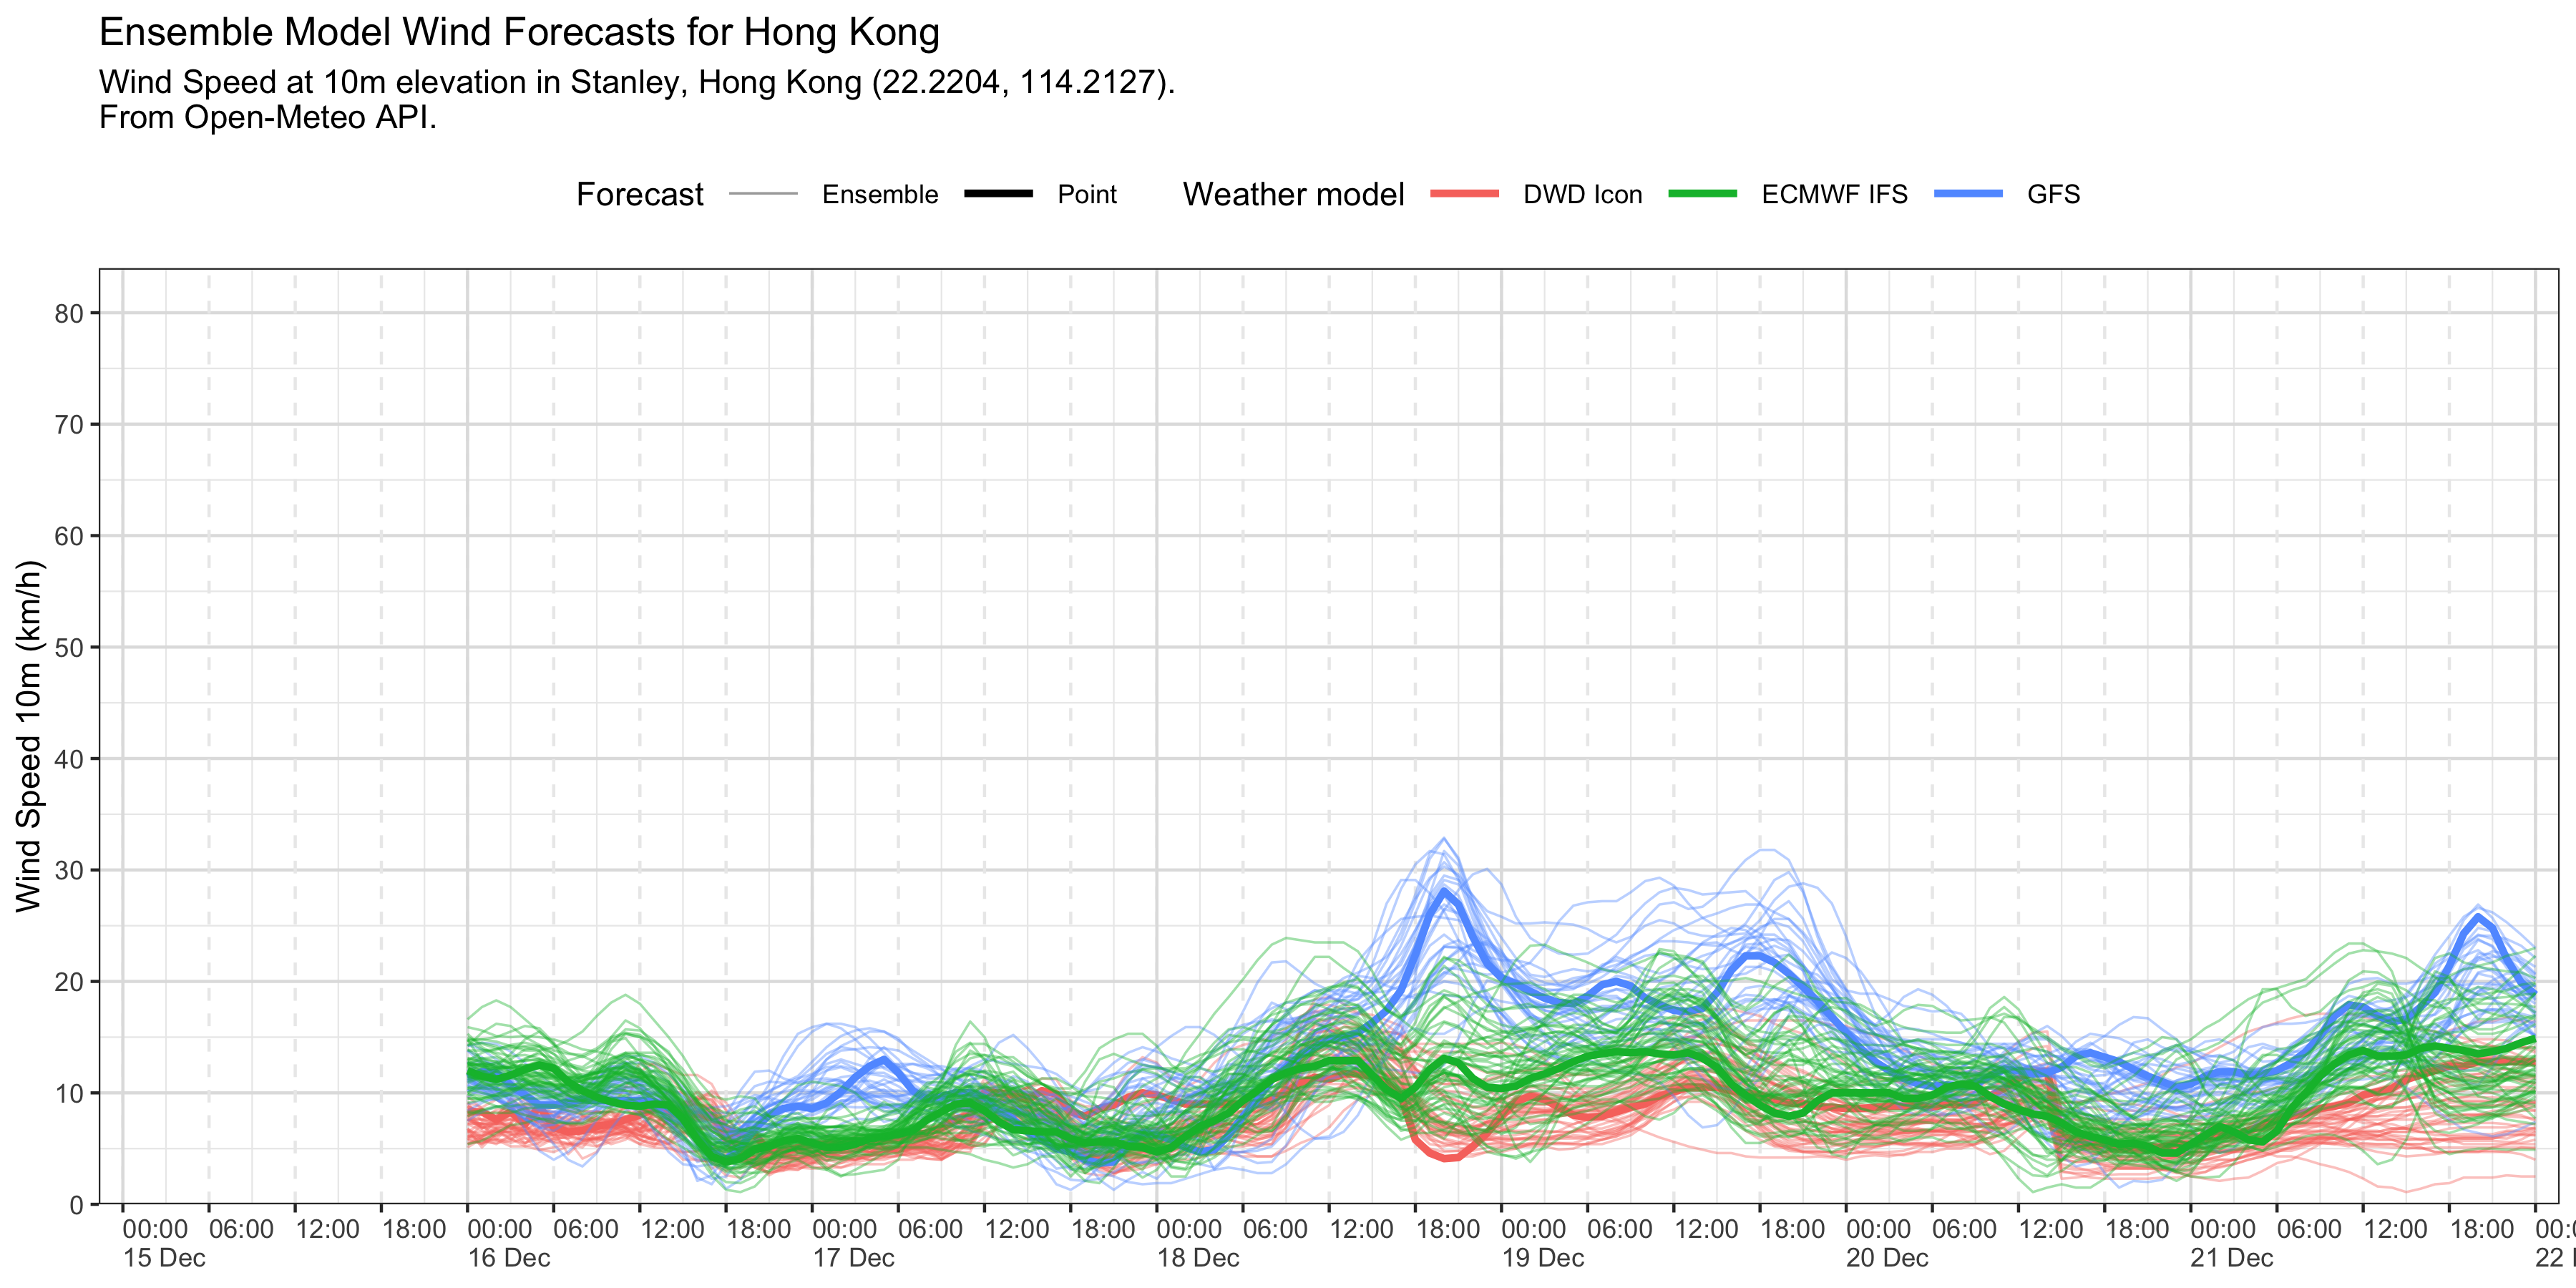 Ensemble Model Wind Forecasts for Hong Kong
Wind Speed at 10m elevation in Stanley, Hong Kong (22.2204, 114.2127).
From Open-Meteo API.
Forecast Ensemble Point Weather model DWD Icon ECMWF IFS GFS
Wind Speed 10m (km/h)
80
70
60
50
40
30
20
10
0
00:00 06:00 12:00 18:00 00:00 06:00 12:00 18:00 00:00 06:00 12:00 18:00 00:00 06:00 12:00 18:00 00:00 06:00 12:00 18:00 00:00 06:00 12:00 18:00 00:00 06:00 12:00 18:00
15 Dec 16 Dec 17 Dec 18 Dec 19 Dec 20 Dec 21 Dec 22